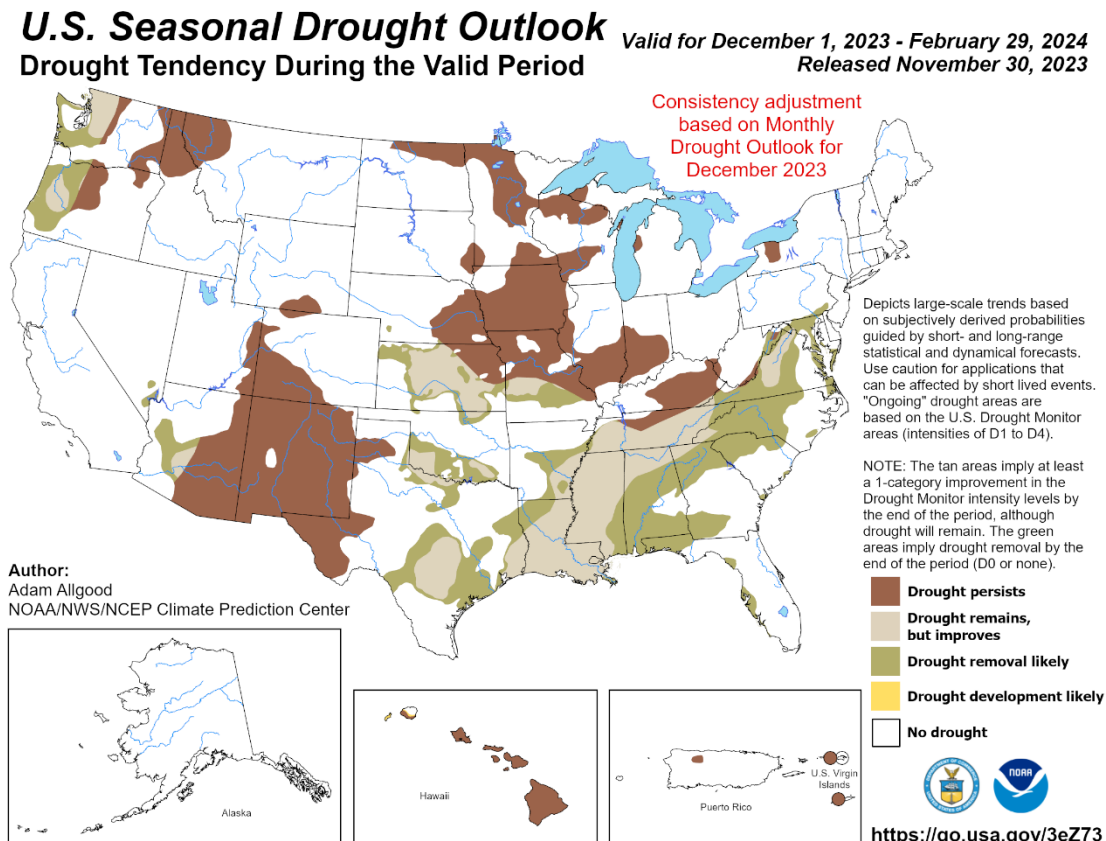 U.S. Seasonal Drought Outlook
Drought Tendency During the Valid Period
Valid for December 1, 2023 - February 29, 2024
Released November 30, 2023
Consistency adjustment
based on Monthly
Drought Outlook for
December 2023
Depicts large-scale trends based
on subjectively derived probabilities
guided by short- and long-range
statistical and dynamical forecasts.
Use caution for applications that
can be affected by short lived events.
"Ongoing" drought areas are
based on the U.S. Drought Monitor
areas (intensities of D1 to D4).
NOTE: The tan areas imply at least
a 1-category improvement in the
Drought Monitor intensity levels by
the end of the period, although
drought will remain. The green
areas imply drought removal by the
end of the period (D0 or none).
Author:
Adam Allgood
NOAA/NWS/NCEP Climate Prediction Center
Drought persists
Drought remains,
but improves
Drought removal likely
Drought development likely
No drought
Alaska
Hawaii
Puerto Rico
U.S. Virgin
Islands
NOAA
https://go.usa.gov/3eZ73